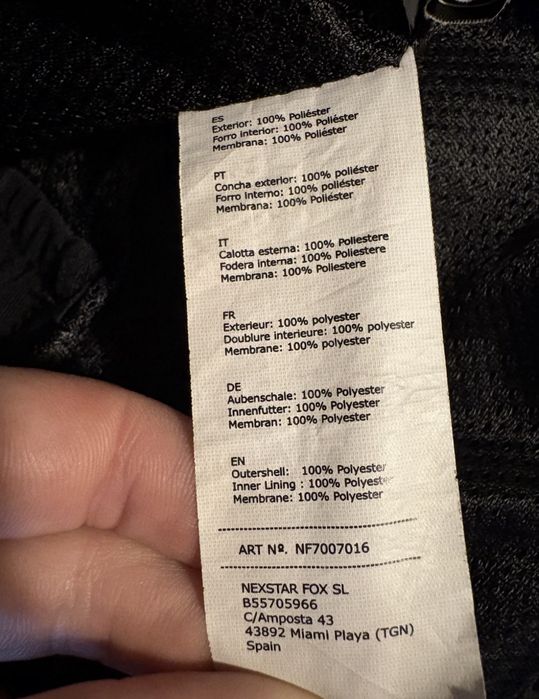 ES
Exterior: 100% Poliéster
Forro interior: 100% Poliéster
Membrana: 100% Poliéster
PT
Concha exterior: 100% poliéster
Forro interno: 100% poliéster
Membrana: 100% Poliéster
IT
Calotta esterna: 100% Poliestere
Fodera interna: 100% Poliestere
Membrana: 100% Poliestere
FR
Exterieur: 100% polyester
Doublure interieure: 100% polyester
Membrane: 100% polyester
DE
Aubenschale: 100% Polyester
Innenfutter: 100% Polyester
Membran: 100% Polyester
EN
Outershell: 100% Polyester
Inner Lining : 100% Polyest
Membrane: 100% Polyester
ART Nº. NF7007016
NEXSTAR FOX SL
B55705966
C/Amposta 43
43892 Miami Playa (TGN)
Spain